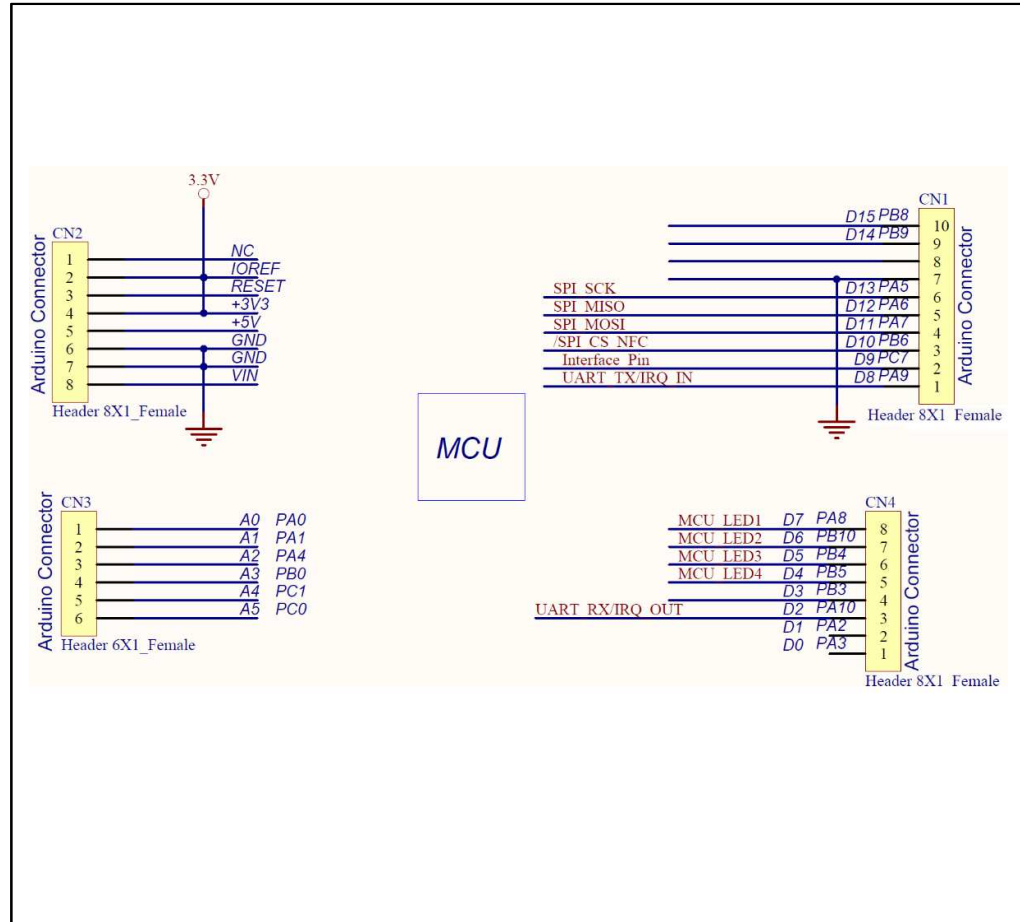 3.3V
CN2
Arduino Connector
1 NC
2 IOREF
3 RESET
4 +3V3
5 +5V
6 GND
7 GND
8 VIN
Header 8X1_Female
CN1
Arduino Connector
D15 PB8 10
D14 PB9 9
8
7
SPI_SCK D13 PA5 6
SPI_MISO D12 PA6 5
SPI_MOSI D11 PA7 4
/SPI_CS_NFC D10 PB6 3
Interface_Pin D9 PC7 2
UART_TX/IRQ_IN D8 PA9 1
Header 8X1_Female
MCU
CN3
Arduino Connector
1 A0 PA0
2 A1 PA1
3 A2 PA4
4 A3 PB0
5 A4 PC1
6 A5 PC0
Header 6X1_Female
CN4
Arduino Connector
MCU_LED1 D7 PA8 8
MCU_LED2 D6 PB10 7
MCU_LED3 D5 PB4 6
MCU_LED4 D4 PB5 5
D3 PB3 4
UART_RX/IRQ_OUT D2 PA10 3
D1 PA2 2
D0 PA3 1
Header 8X1_Female